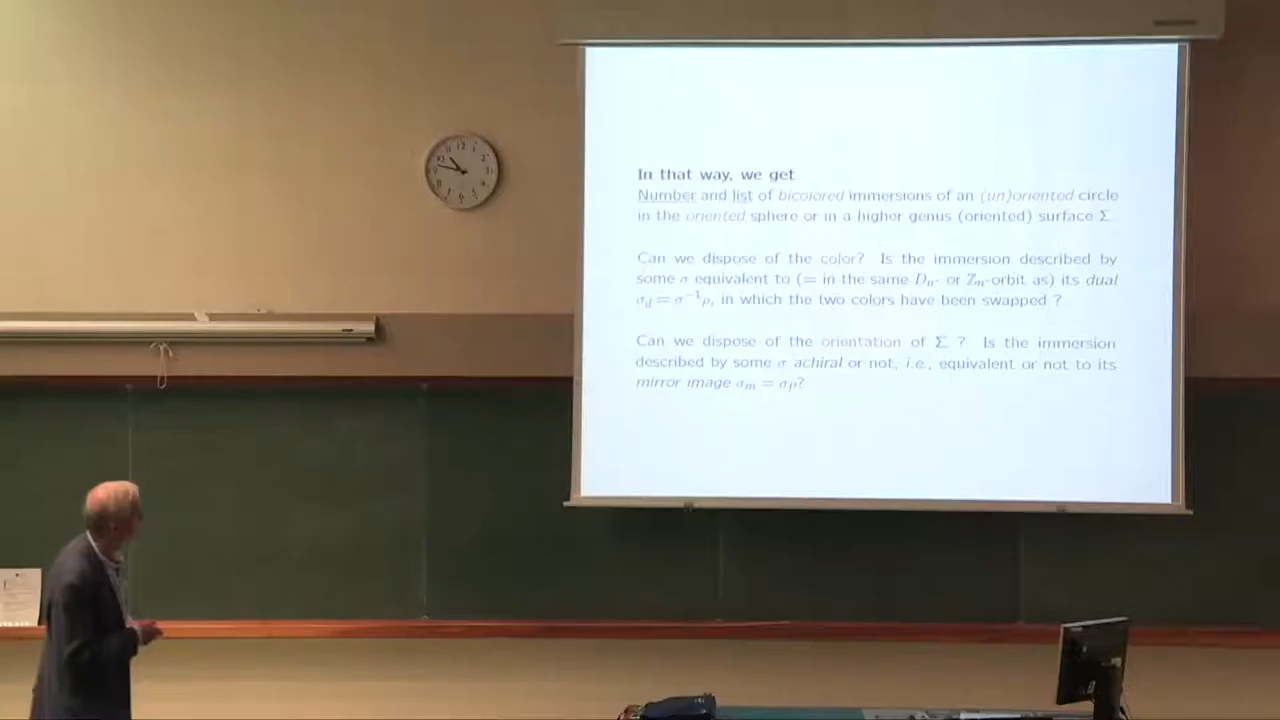 In that way, we get
Number and list of bicolored immersions of an (un)oriented circle
in the oriented sphere or in a higher genus (oriented) surface Σ.
Can we dispose of the color? Is the immersion described by
some σ equivalent to (= in the same Dₙ- or ℤₙ-orbit as) its dual
σ_d = σ⁻¹ρ, in which the two colors have been swapped ?
Can we dispose of the orientation of Σ ? Is the immersion
described by some σ achiral or not, i.e., equivalent or not to its
mirror image σₘ = σρ?